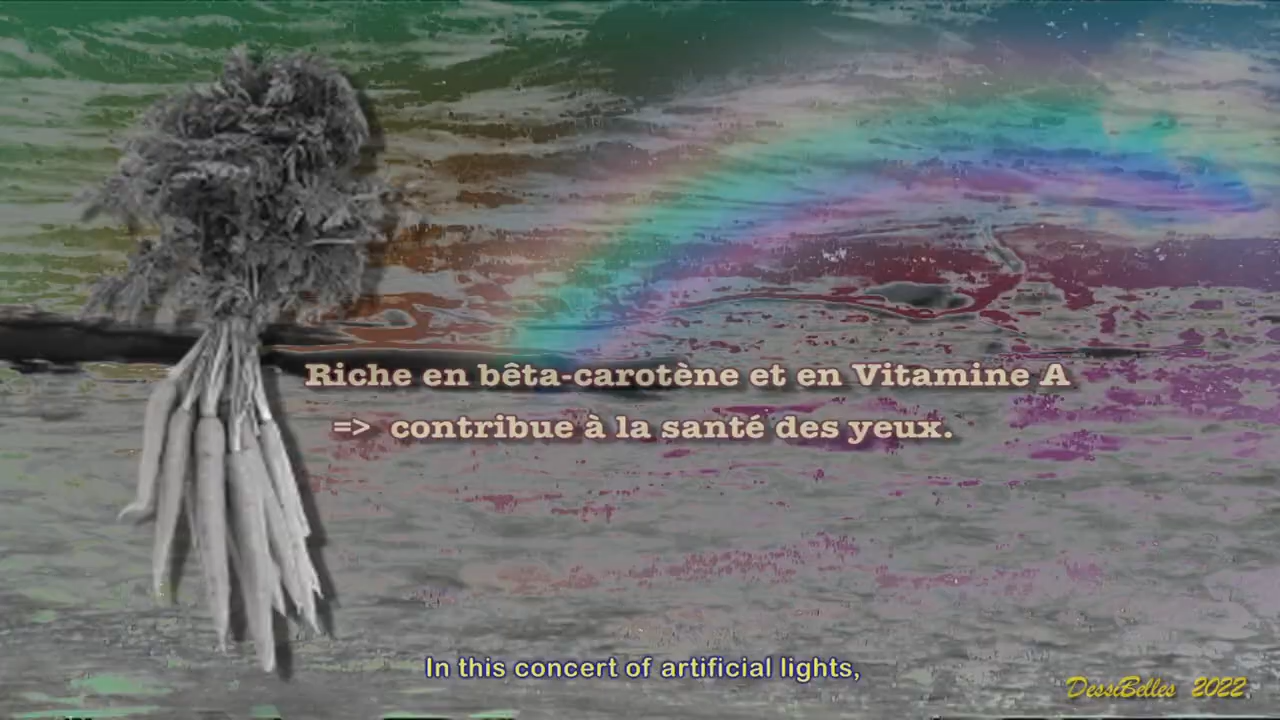 Riche en bêta-carotène et en Vitamine A
=> contribue à la santé des yeux.
In this concert of artificial lights,
DessiBelles 2022